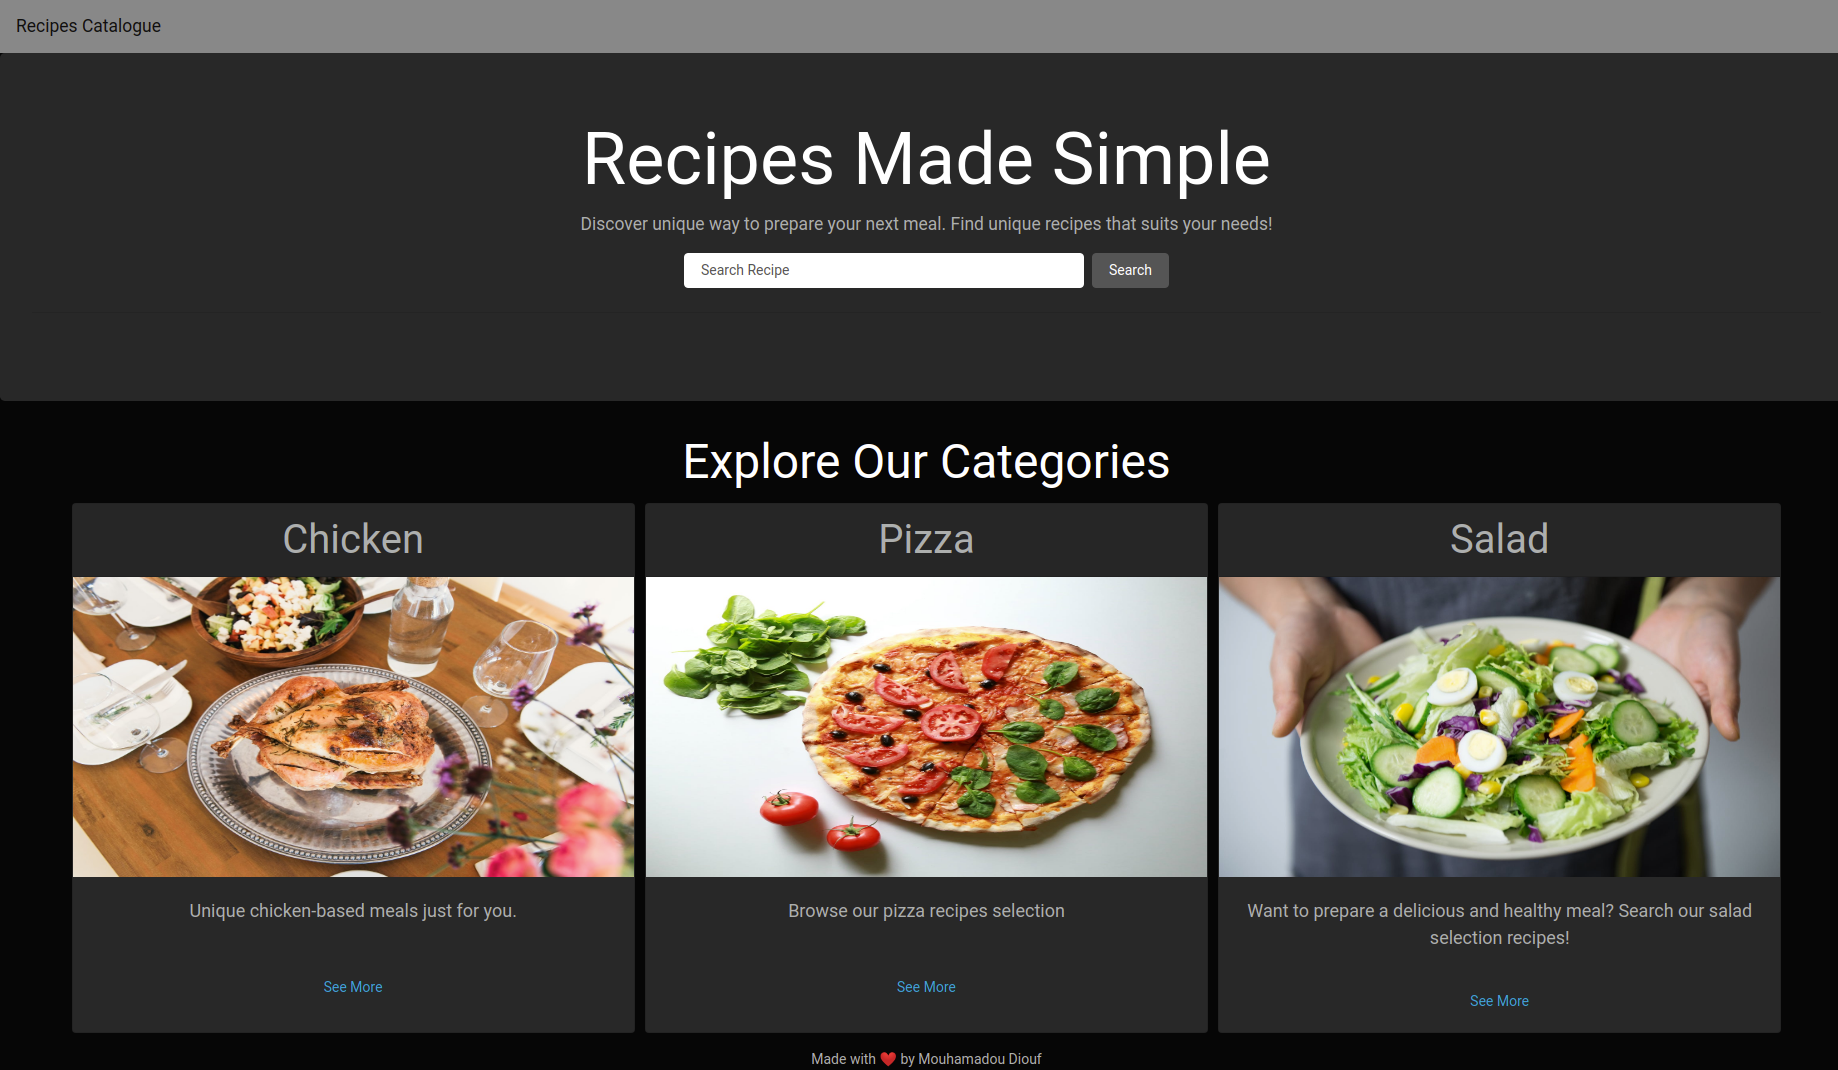 Recipes Catalogue
Recipes Made Simple
Discover unique way to prepare your next meal. Find unique recipes that suits your needs!
Search Recipe
Search
Explore Our Categories
Chicken
Unique chicken-based meals just for you.
See More
Pizza
Browse our pizza recipes selection
See More
Salad
Want to prepare a delicious and healthy meal? Search our salad
selection recipes!
See More
Made with ❤️ by Mouhamadou Diouf